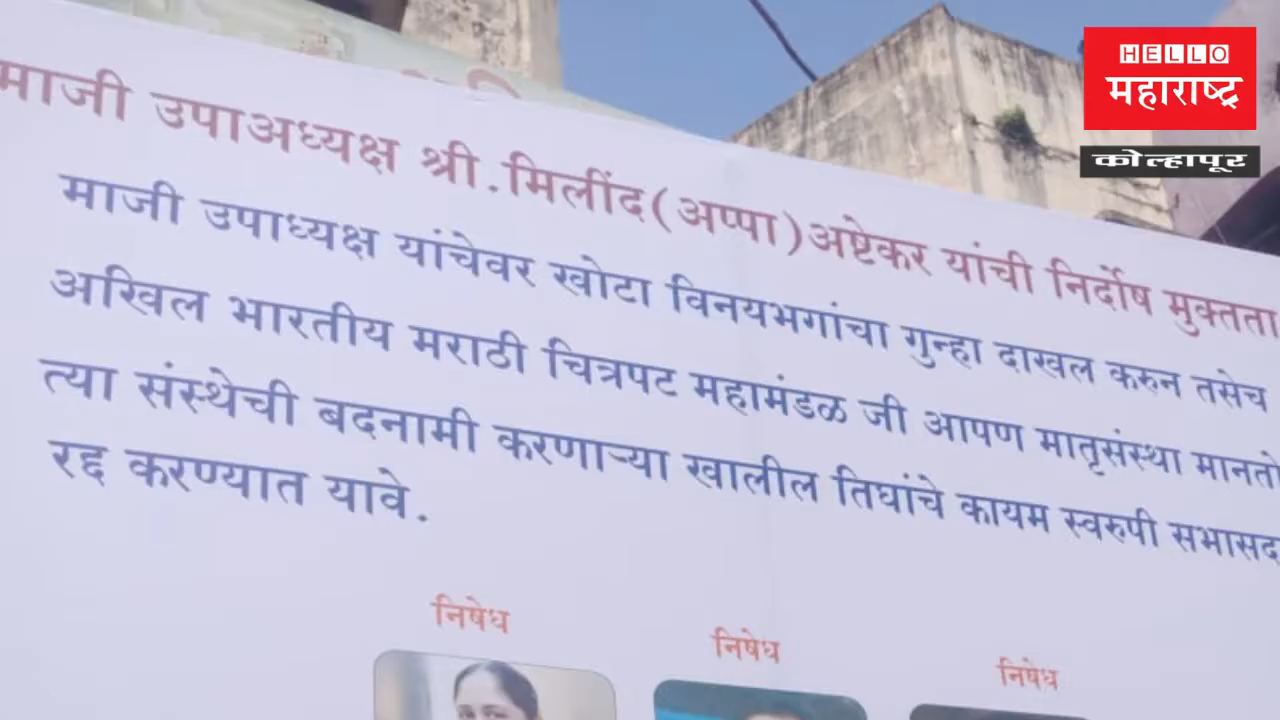 HELLO
महाराष्ट्र
कोल्हापूर
माजी उपाअध्यक्ष श्री.मिलींद(अप्पा)अष्टेकर यांची निर्दोष मुक्तता
माजी उपाध्यक्ष यांचेवर खोटा विनयभगांचा गुन्हा दाखल करुन तसेच
अखिल भारतीय मराठी चित्रपट महामंडळ जी आपण मातृसंस्था मानतो
त्या संस्थेची बदनामी करणाऱ्या खालील तिघांचे कायम स्वरुपी सभासद
रद्द करण्यात यावे.
निषेध
निषेध
निषेध